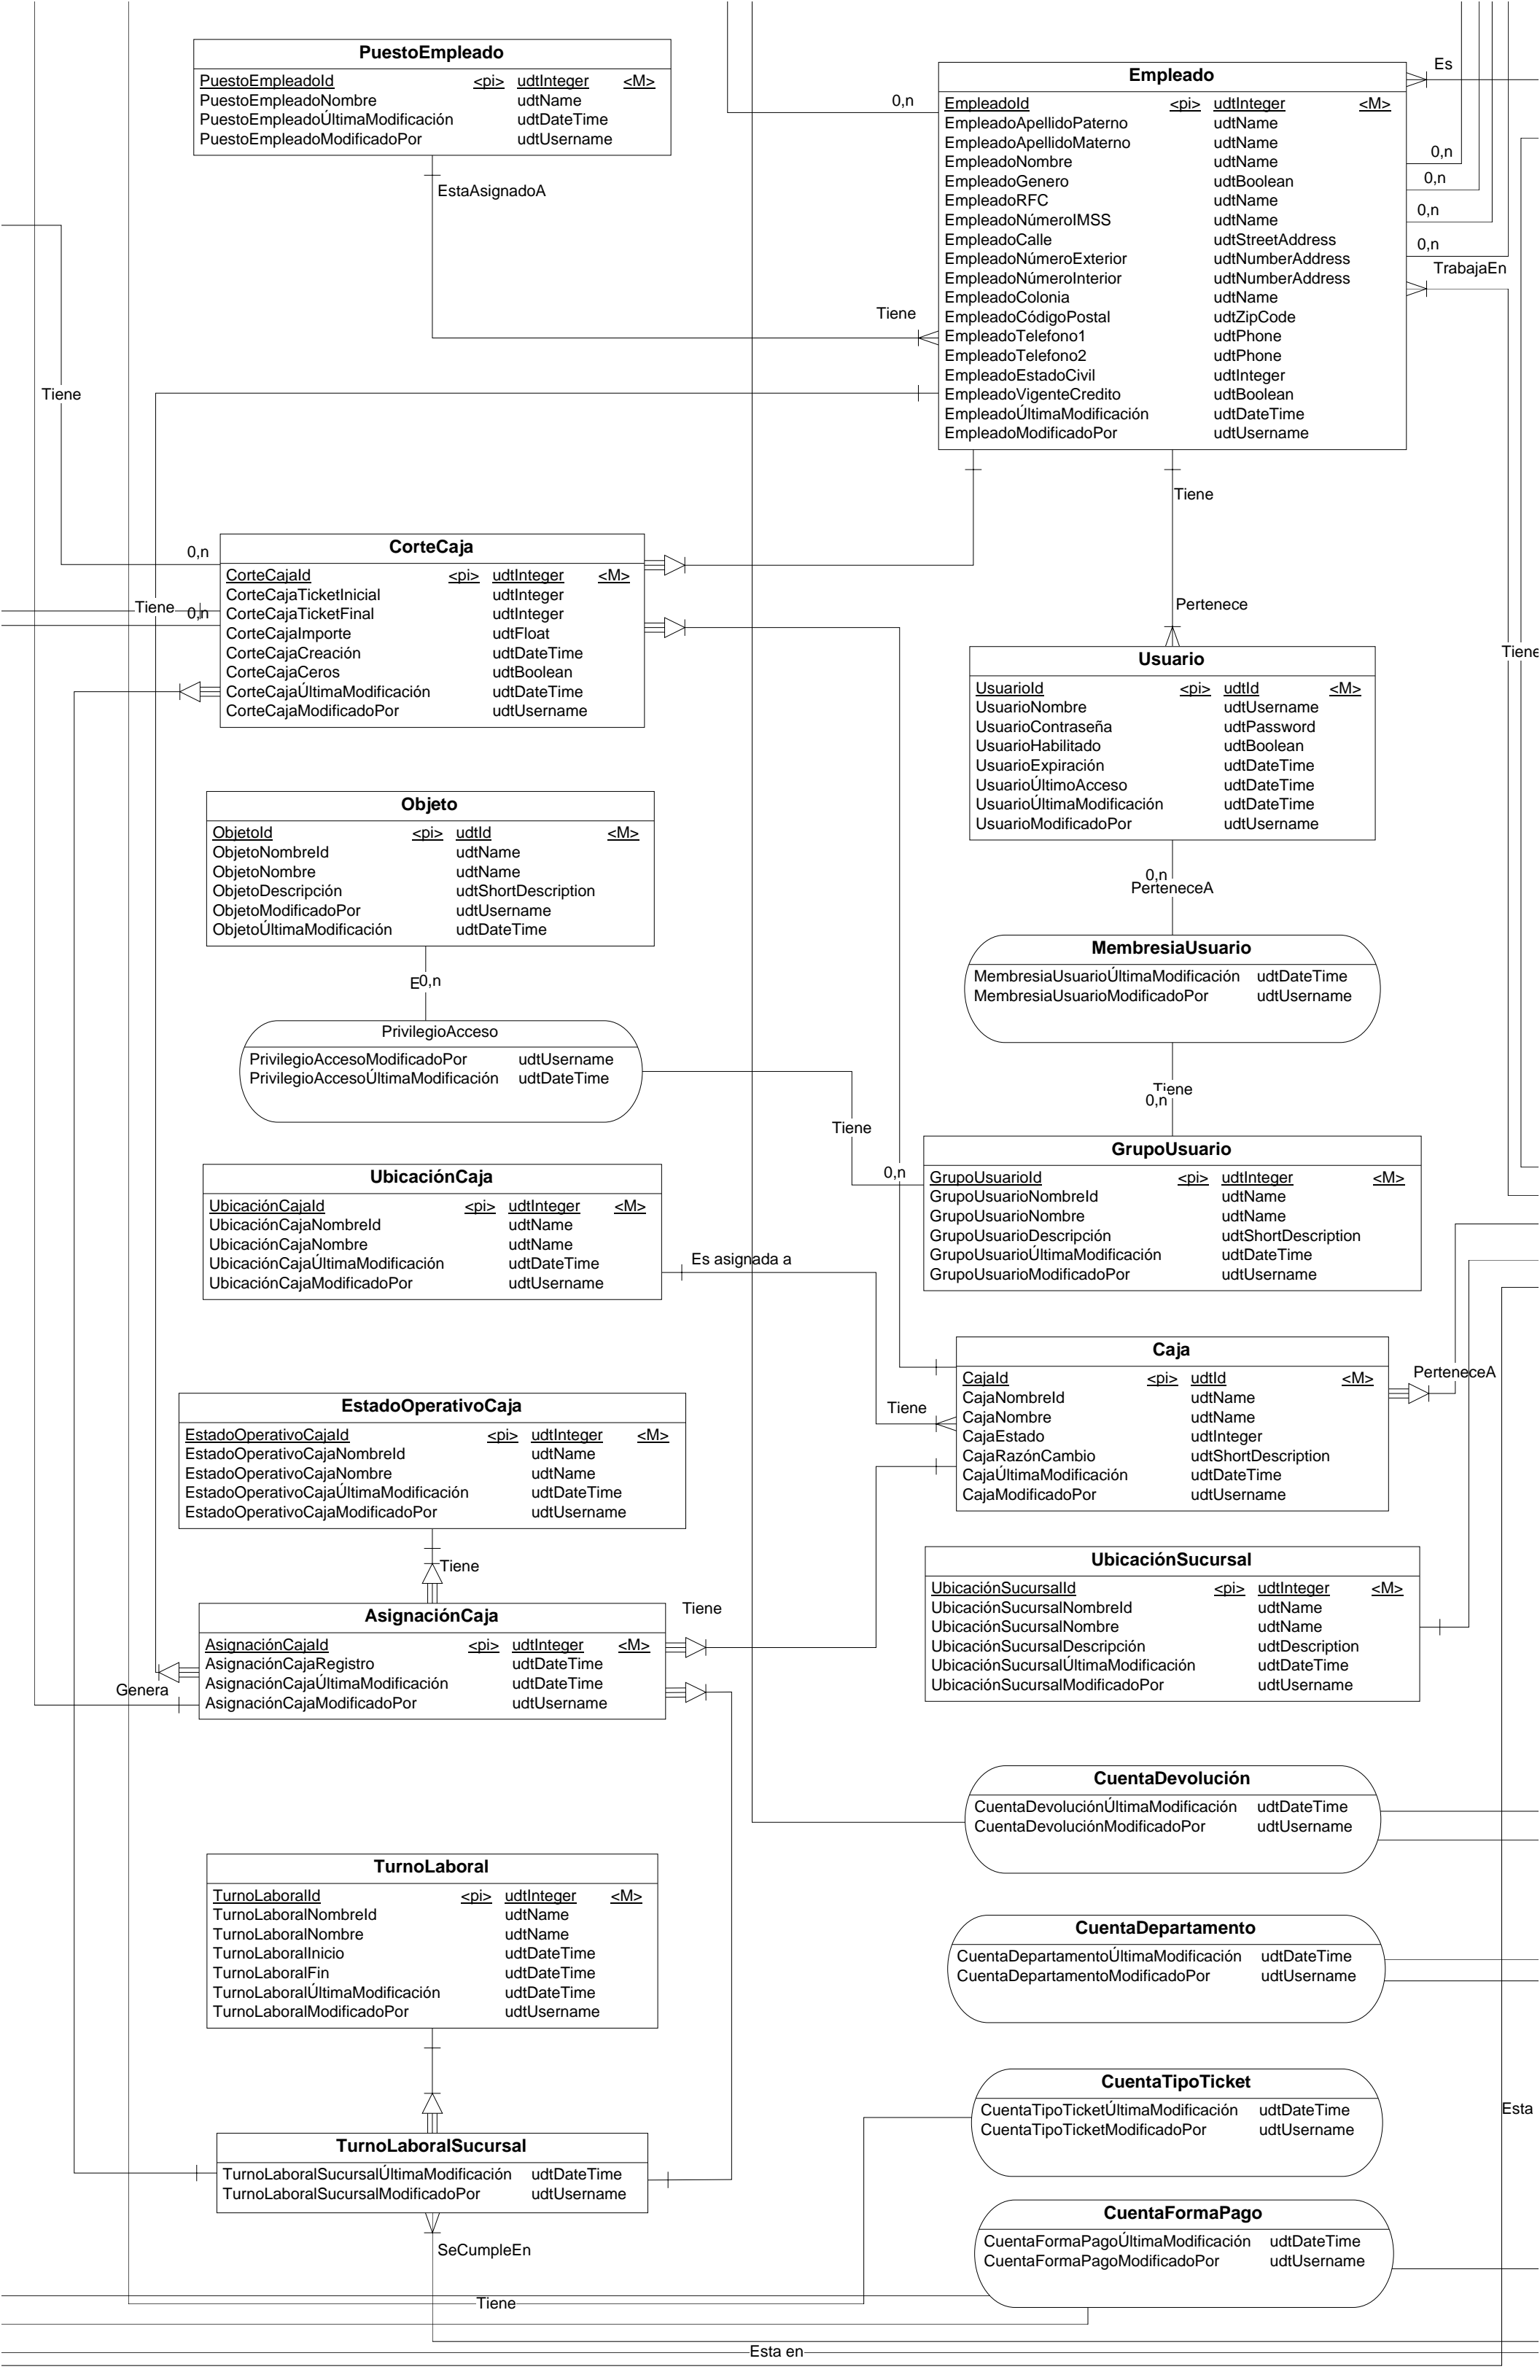 PuestoEmpleado
PuestoEmpleadoId <pi> udtInteger <M>
PuestoEmpleadoNombre udtName
PuestoEmpleadoÚltimaModificación udtDateTime
PuestoEmpleadoModificadoPor udtUsername
EstaAsignadoA
Empleado
EmpleadoId <pi> udtInteger <M>
EmpleadoApellidoPaterno udtName
EmpleadoApellidoMaterno udtName
EmpleadoNombre udtName
EmpleadoGenero udtBoolean
EmpleadoRFC udtName
EmpleadoNúmeroIMSS udtName
EmpleadoCalle udtStreetAddress
EmpleadoNúmeroExterior udtNumberAddress
EmpleadoNúmeroInterior udtNumberAddress
EmpleadoColonia udtName
EmpleadoCódigoPostal udtZipCode
EmpleadoTelefono1 udtPhone
EmpleadoTelefono2 udtPhone
EmpleadoEstadoCivil udtInteger
EmpleadoVigenteCredito udtBoolean
EmpleadoÚltimaModificación udtDateTime
EmpleadoModificadoPor udtUsername
0,n
Es
0,n
0,n
0,n
0,n
TrabajaEn
Tiene
Tiene
Tiene
Pertenece
0,n
Tiene
0,n
CorteCaja
CorteCajaId <pi> udtInteger <M>
CorteCajaTicketInicial udtInteger
CorteCajaTicketFinal udtInteger
CorteCajaImporte udtFloat
CorteCajaCreación udtDateTime
CorteCajaCeros udtBoolean
CorteCajaÚltimaModificación udtDateTime
CorteCajaModificadoPor udtUsername
Usuario
UsuarioId <pi> udtId <M>
UsuarioNombre udtUsername
UsuarioContraseña udtPassword
UsuarioHabilitado udtBoolean
UsuarioExpiración udtDateTime
UsuarioÚltimoAcceso udtDateTime
UsuarioÚltimaModificación udtDateTime
UsuarioModificadoPor udtUsername
Tiene
0,n
PerteneceA
Objeto
ObjetoId <pi> udtId <M>
ObjetoNombreId udtName
ObjetoNombre udtName
ObjetoDescripción udtShortDescription
ObjetoModificadoPor udtUsername
ObjetoÚltimaModificación udtDateTime
0,n
MembresiaUsuario
MembresiaUsuarioÚltimaModificación udtDateTime
MembresiaUsuarioModificadoPor udtUsername
Tiene
0,n
PrivilegioAcceso
PrivilegioAccesoModificadoPor udtUsername
PrivilegioAccesoÚltimaModificación udtDateTime
Tiene
0,n
GrupoUsuario
GrupoUsuarioId <pi> udtInteger <M>
GrupoUsuarioNombreId udtName
GrupoUsuarioNombre udtName
GrupoUsuarioDescripción udtShortDescription
GrupoUsuarioÚltimaModificación udtDateTime
GrupoUsuarioModificadoPor udtUsername
UbicaciónCaja
UbicaciónCajaId <pi> udtInteger <M>
UbicaciónCajaNombreId udtName
UbicaciónCajaNombre udtName
UbicaciónCajaÚltimaModificación udtDateTime
UbicaciónCajaModificadoPor udtUsername
Es asignada a
Tiene
Caja
CajaId <pi> udtId <M>
CajaNombreId udtName
CajaNombre udtName
CajaEstado udtInteger
CajaRazónCambio udtShortDescription
CajaÚltimaModificación udtDateTime
CajaModificadoPor udtUsername
PerteneceA
EstadoOperativoCaja
EstadoOperativoCajaId <pi> udtInteger <M>
EstadoOperativoCajaNombreId udtName
EstadoOperativoCajaNombre udtName
EstadoOperativoCajaÚltimaModificación udtDateTime
EstadoOperativoCajaModificadoPor udtUsername
Tiene
Tiene
UbicaciónSucursal
UbicaciónSucursalId <pi> udtInteger <M>
UbicaciónSucursalNombreId udtName
UbicaciónSucursalNombre udtName
UbicaciónSucursalDescripción udtDescription
UbicaciónSucursalÚltimaModificación udtDateTime
UbicaciónSucursalModificadoPor udtUsername
AsignaciónCaja
AsignaciónCajaId <pi> udtInteger <M>
AsignaciónCajaRegistro udtDateTime
AsignaciónCajaÚltimaModificación udtDateTime
AsignaciónCajaModificadoPor udtUsername
Genera
CuentaDevolución
CuentaDevoluciónÚltimaModificación udtDateTime
CuentaDevoluciónModificadoPor udtUsername
TurnoLaboral
TurnoLaboralId <pi> udtInteger <M>
TurnoLaboralNombreId udtName
TurnoLaboralNombre udtName
TurnoLaboralInicio udtDateTime
TurnoLaboralFin udtDateTime
TurnoLaboralÚltimaModificación udtDateTime
TurnoLaboralModificadoPor udtUsername
CuentaDepartamento
CuentaDepartamentoÚltimaModificación udtDateTime
CuentaDepartamentoModificadoPor udtUsername
CuentaTipoTicket
CuentaTipoTicketÚltimaModificación udtDateTime
CuentaTipoTicketModificadoPor udtUsername
Esta
TurnoLaboralSucursal
TurnoLaboralSucursalÚltimaModificación udtDateTime
TurnoLaboralSucursalModificadoPor udtUsername
SeCumpleEn
CuentaFormaPago
CuentaFormaPagoÚltimaModificación udtDateTime
CuentaFormaPagoModificadoPor udtUsername
Tiene
Esta en